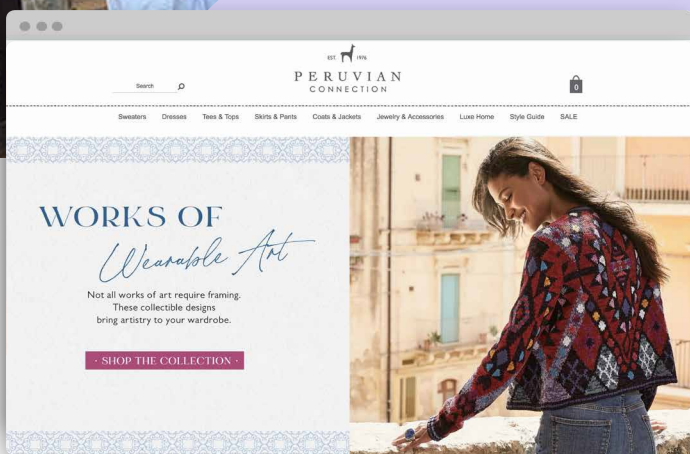 EST. 1976
PERUVIAN
CONNECTION
Search
0
Sweaters Dresses Tees & Tops Skirts & Pants Coats & Jackets Jewelry & Accessories Luxe Home Style Guide SALE
WORKS OF
Wearable Art
Not all works of art require framing.
These collectible designs
bring artistry to your wardrobe.
· SHOP THE COLLECTION ·